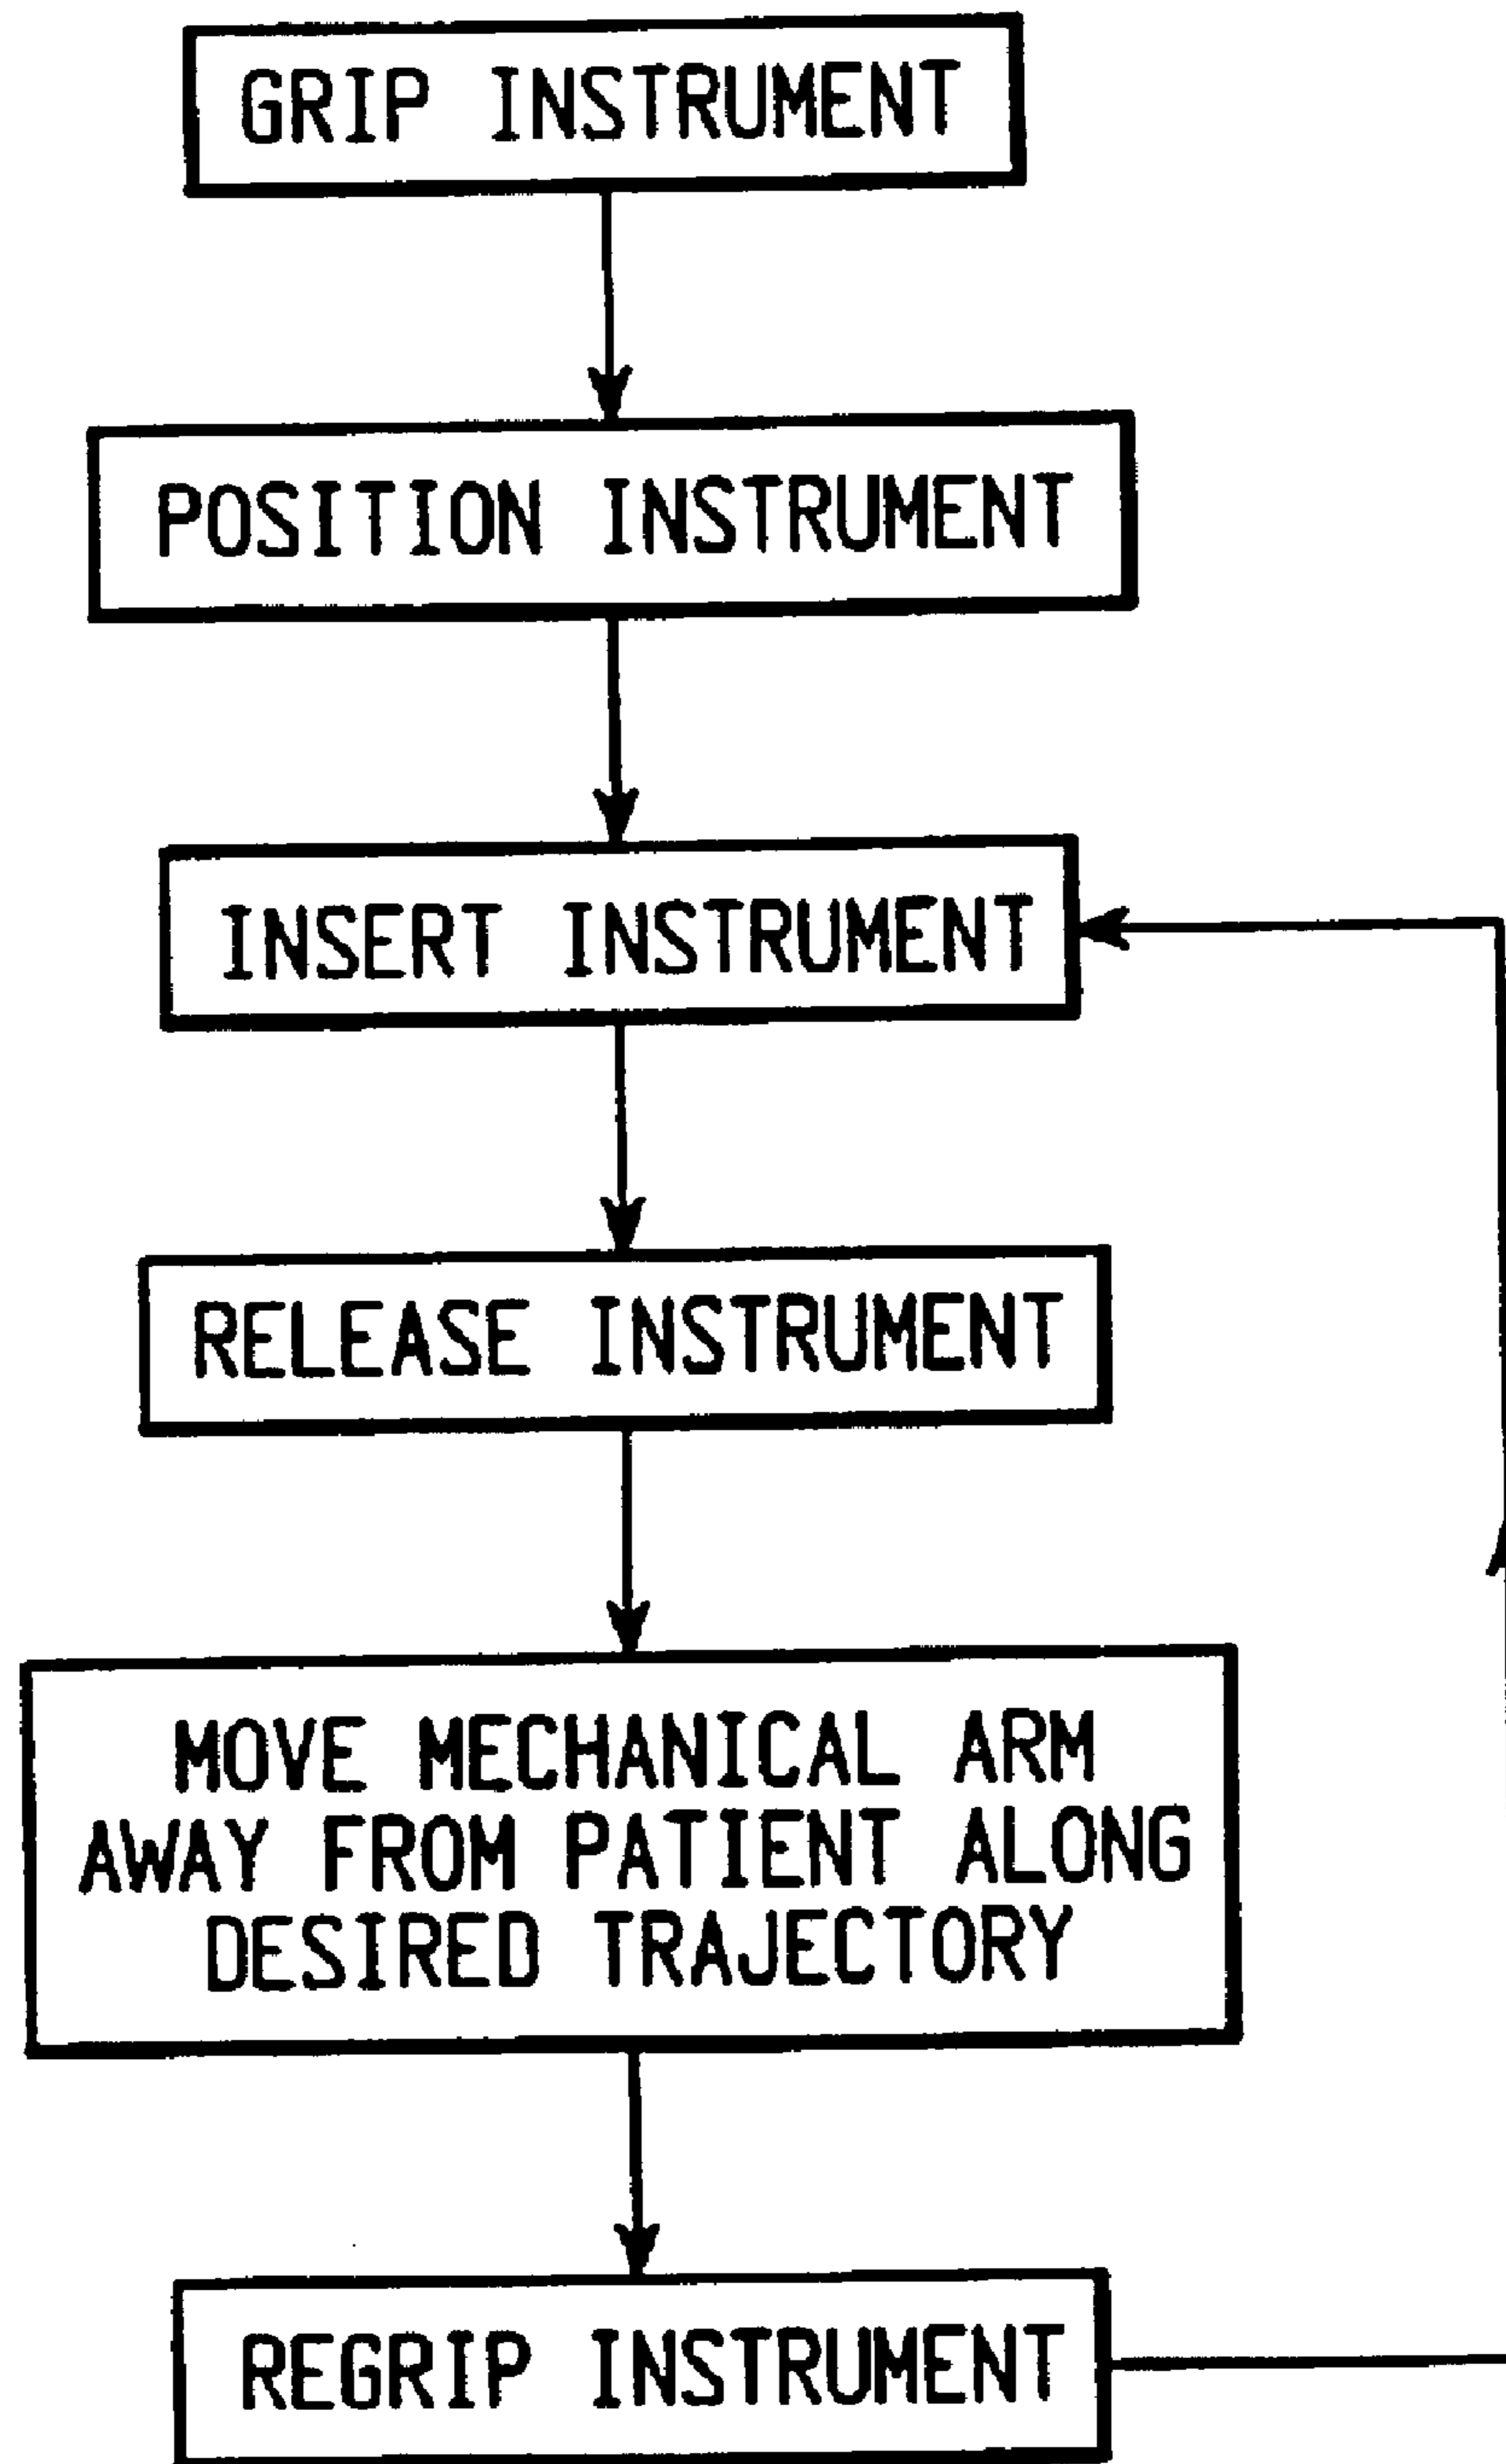 GRIP INSTRUMENT
POSITION INSTRUMENT
INSERT INSTRUMENT
RELEASE INSTRUMENT
MOVE MECHANICAL ARM
AWAY FROM PATIENT ALONG
DESIRED TRAJECTORY
REGRIP INSTRUMENT